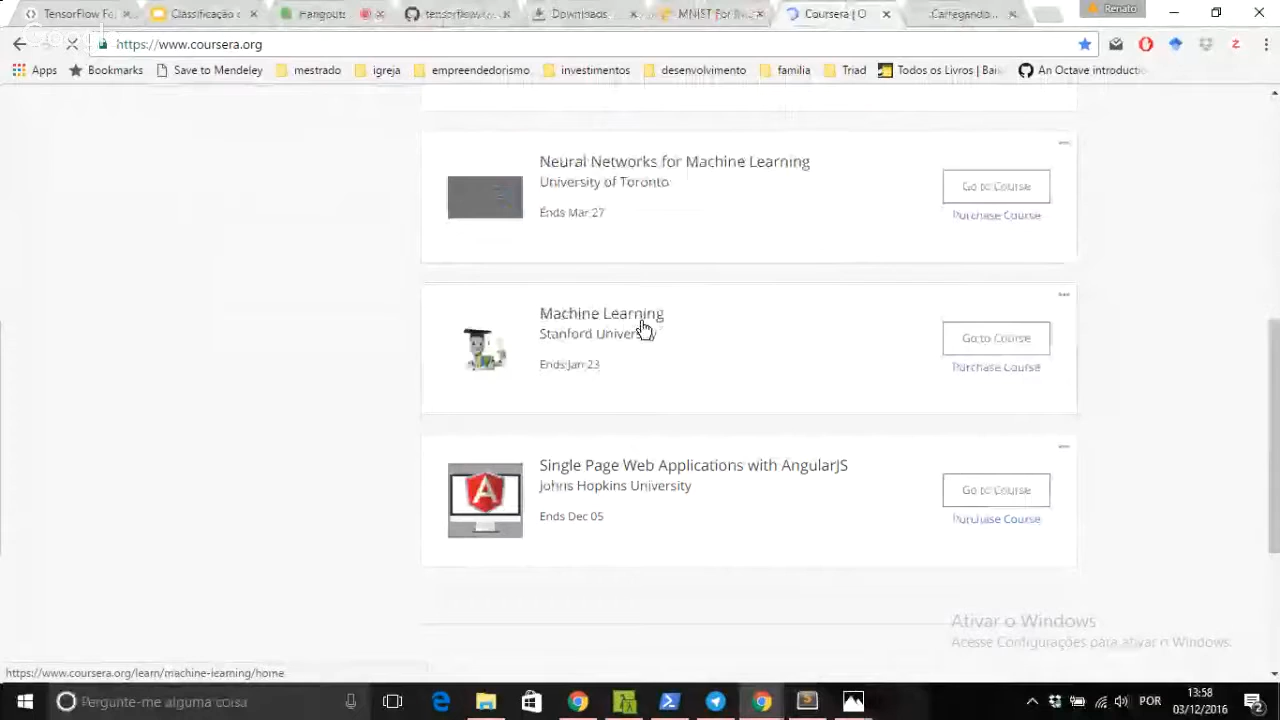 TensorFlow Fe
Classificação
Hangouts
tensorflow
Downloads
MNIST For
Coursera | O
Carregando...
Renato
https://www.coursera.org
Apps
Bookmarks
Save to Mendeley
mestrado
igreja
empreendedorismo
investimentos
desenvolvimento
familia
Triad
Todos os Livros | Bai
An Octave introducti
Neural Networks for Machine Learning
University of Toronto
Ends Mar 27
Go to Course
Purchase Course
Machine Learning
Stanford University
Ends Jan 23
Go to Course
Purchase Course
Single Page Web Applications with AngularJS
Johns Hopkins University
Ends Dec 05
Go to Course
Purchase Course
Ativar o Windows
Acesse Configurações para ativar o Windows.
https://www.coursera.org/learn/machine-learning/home
Pergunte-me alguma coisa
POR
13:58
03/12/2016